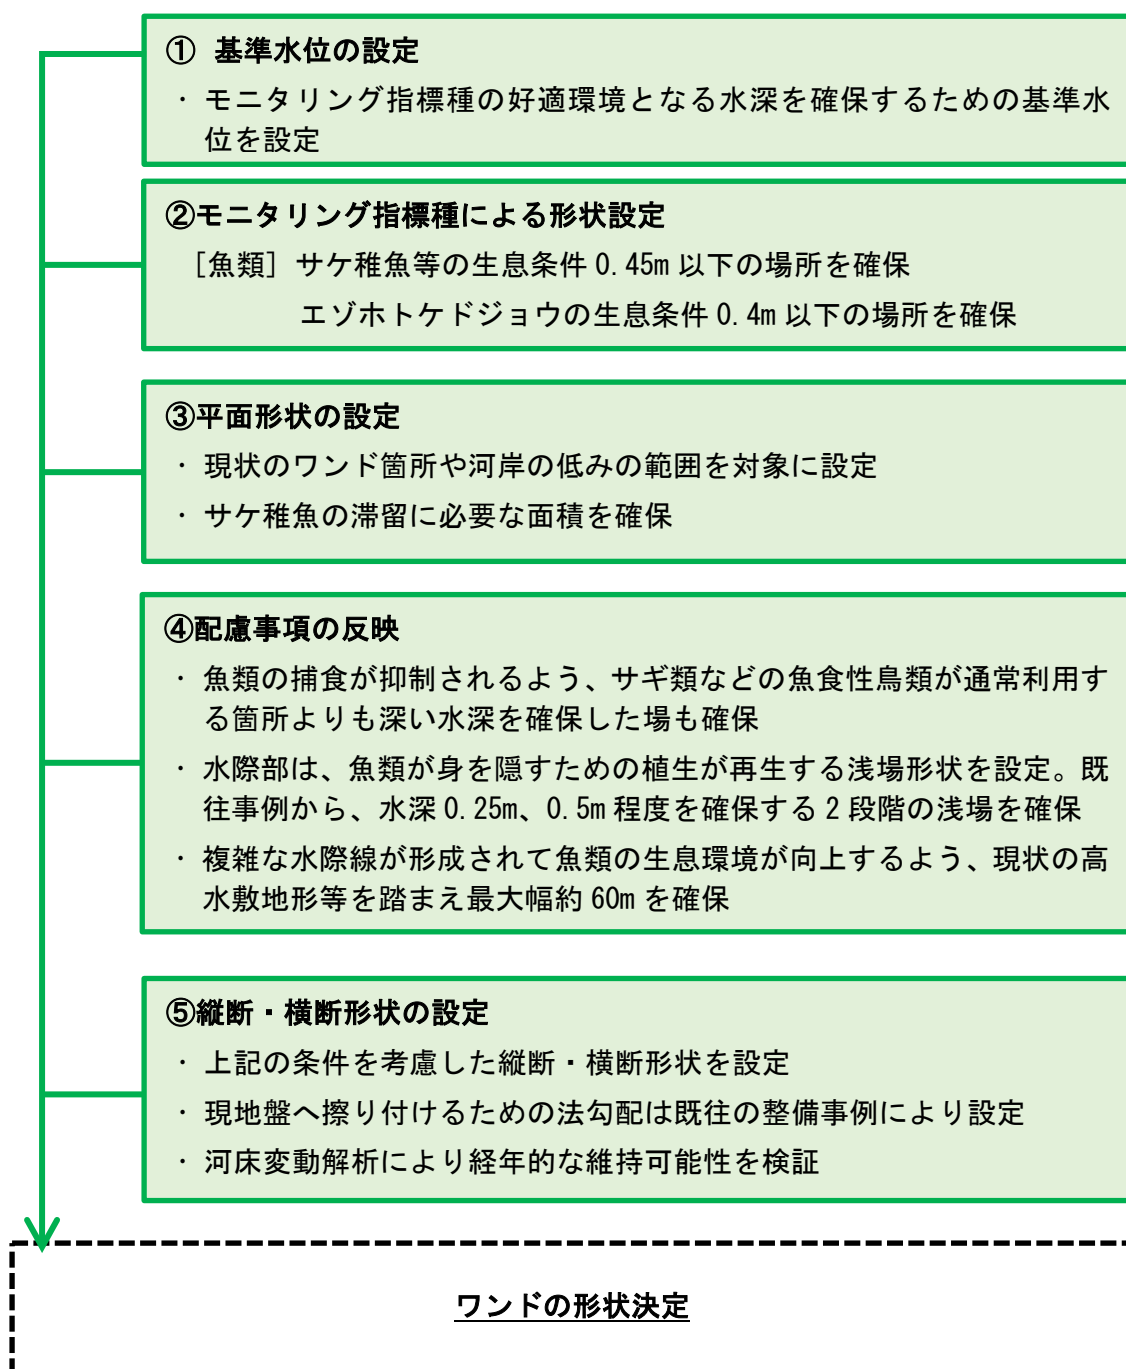 ① 基準水位の設定
・モニタリング指標種の好適環境となる水深を確保するための基準水
位を設定
②モニタリング指標種による形状設定
［魚類］サケ稚魚等の生息条件 0.45m 以下の場所を確保
エゾホトケドジョウの生息条件 0.4m 以下の場所を確保
③平面形状の設定
・現状のワンド箇所や河岸の低みの範囲を対象に設定
・サケ稚魚の滞留に必要な面積を確保
④配慮事項の反映
・魚類の捕食が抑制されるよう、サギ類などの魚食性鳥類が通常利用す
る箇所よりも深い水深を確保した場も確保
・水際部は、魚類が身を隠すための植生が再生する浅場形状を設定。既
往事例から、水深 0.25m、0.5m 程度を確保する 2 段階の浅場を確保
・複雑な水際線が形成されて魚類の生息環境が向上するよう、現状の高
水敷地形等を踏まえ最大幅約 60m を確保
⑤縦断・横断形状の設定
・上記の条件を考慮した縦断・横断形状を設定
・現地盤へ擦り付けるための法勾配は既往の整備事例により設定
・河床変動解析により経年的な維持可能性を検証
ワンドの形状決定